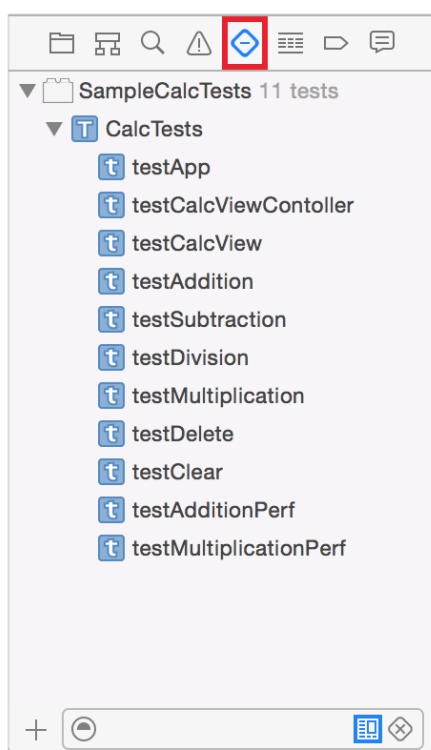 SampleCalcTests 11 tests
T CalcTests
t testApp
t testCalcViewContoller
t testCalcView
t testAddition
t testSubtraction
t testDivision
t testMultiplication
t testDelete
t testClear
t testAdditionPerf
t testMultiplicationPerf